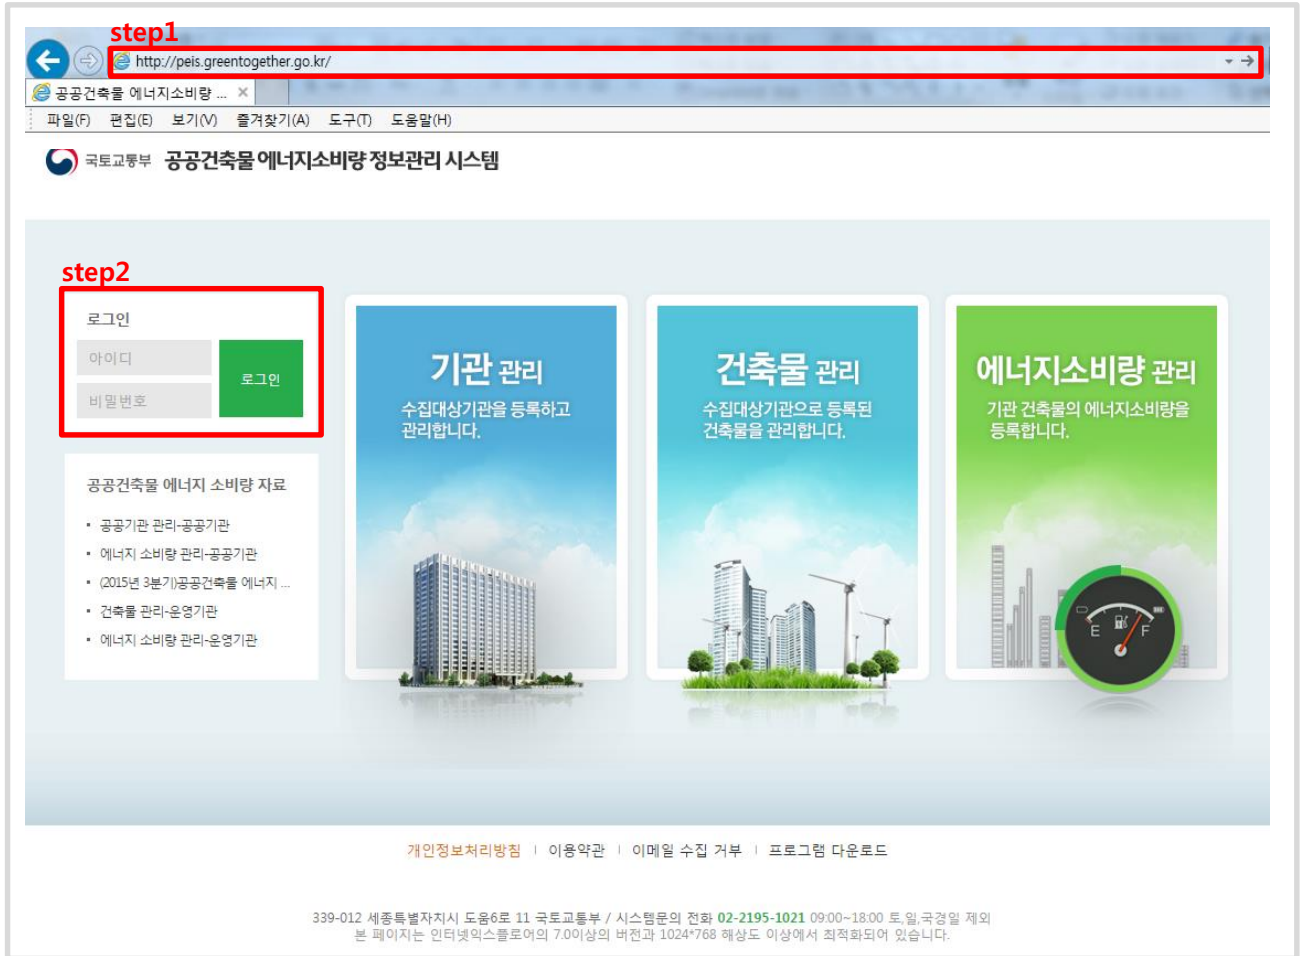 step1
http://peis.greentogether.go.kr/
공공건축물 에너지소비량 ...
파일(F) 편집(E) 보기(V) 즐겨찾기(A) 도구(T) 도움말(H)
국토교통부 공공건축물 에너지소비량 정보관리 시스템
step2
로그인
아이디
비밀번호
로그인
기관 관리
수집대상기관을 등록하고
관리합니다.
건축물 관리
수집대상기관으로 등록된
건축물을 관리합니다.
에너지소비량 관리
기관 건축물의 에너지소비량을
등록합니다.
E F
공공건축물 에너지 소비량 자료
공공기관 관리-공공기관
에너지 소비량 관리-공공기관
(2015년 3분기)공공건축물 에너지 ...
건축물 관리-운영기관
에너지 소비량 관리-운영기관
개인정보처리방침 | 이용약관 | 이메일 수집 거부 | 프로그램 다운로드
339-012 세종특별자치시 도움6로 11 국토교통부 / 시스템문의 전화 02-2195-1021 09:00~18:00 토,일,국경일 제외
본 페이지는 인터넷익스플로어의 7.0이상의 버전과 1024*768 해상도 이상에서 최적화되어 있습니다.